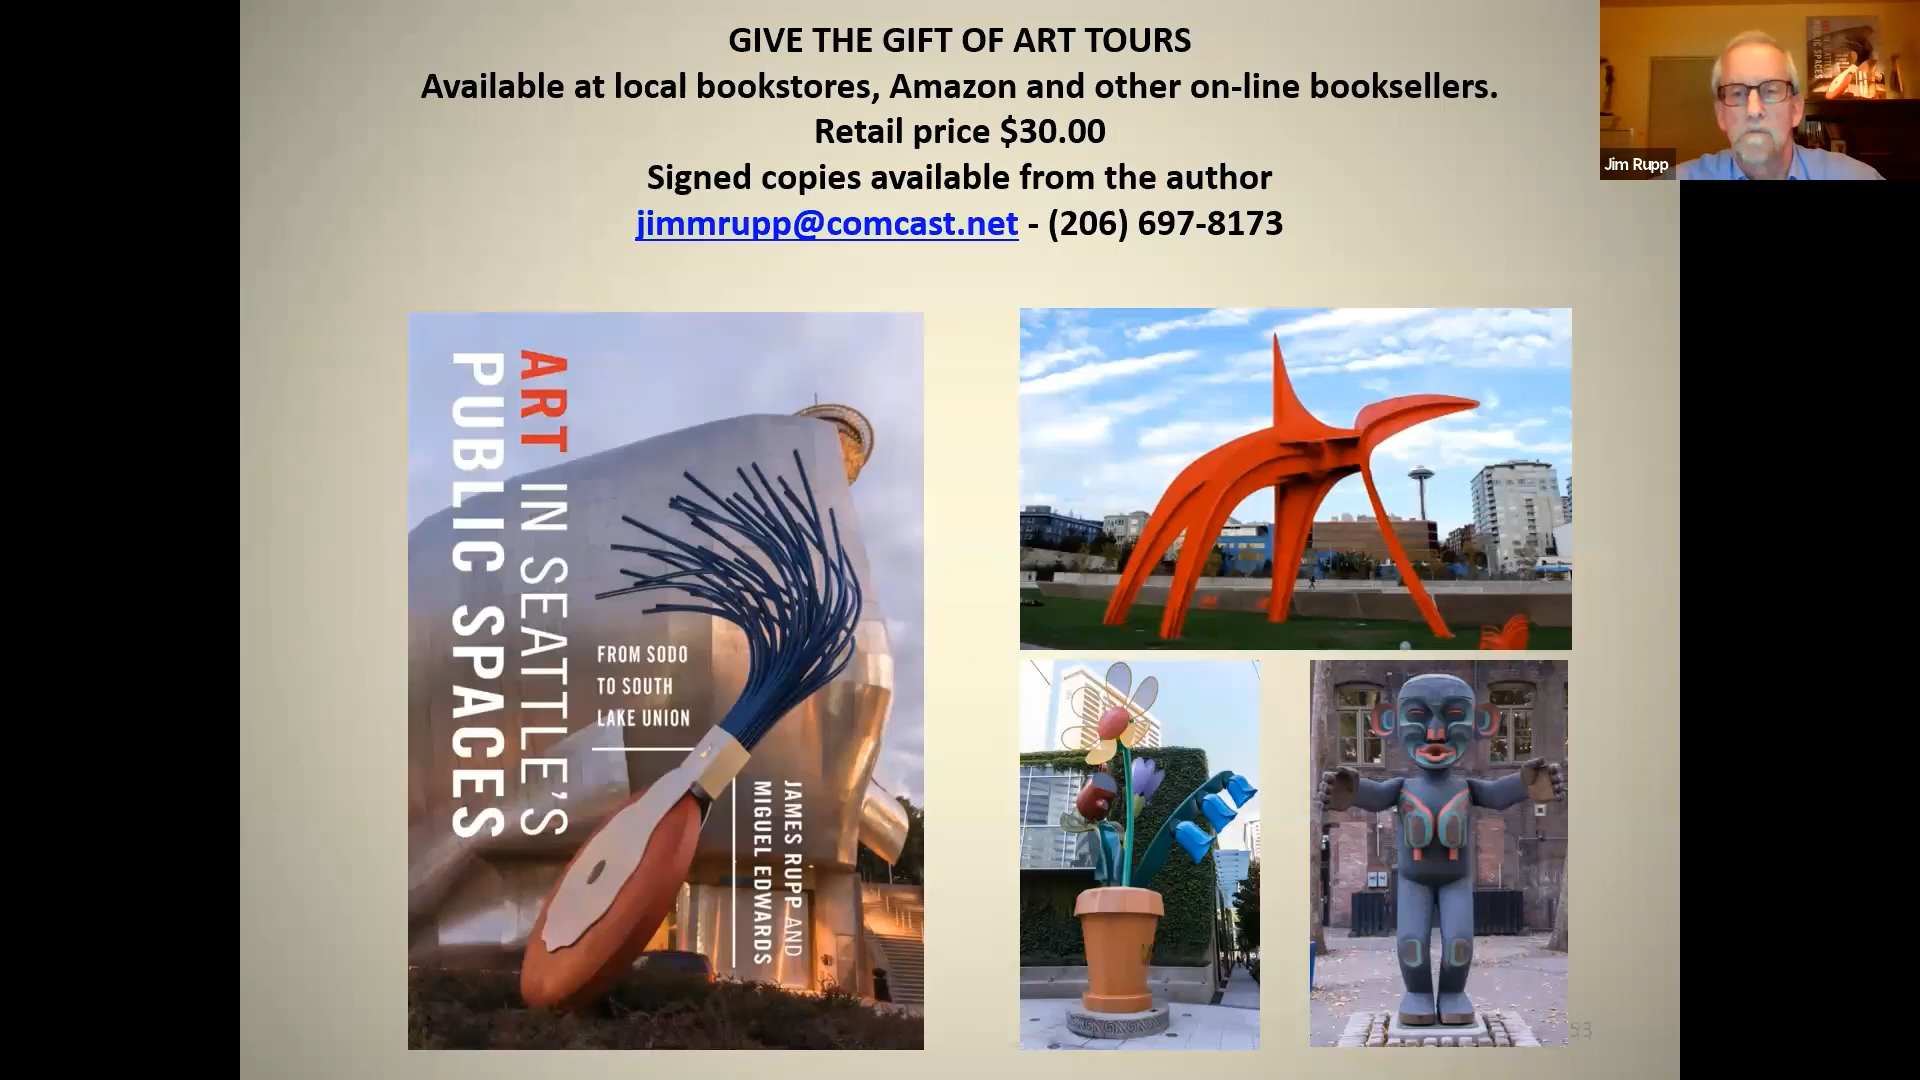 GIVE THE GIFT OF ART TOURS
Available at local bookstores, Amazon and other on-line booksellers.
Retail price $30.00
Signed copies available from the author
jimmrupp@comcast.net - (206) 697-8173
Jim Rupp
ART IN SEATTLE'S
PUBLIC SPACES
FROM SODO
TO SOUTH
LAKE UNION
JAMES RUPP AND
MIGUEL EDWARDS
53